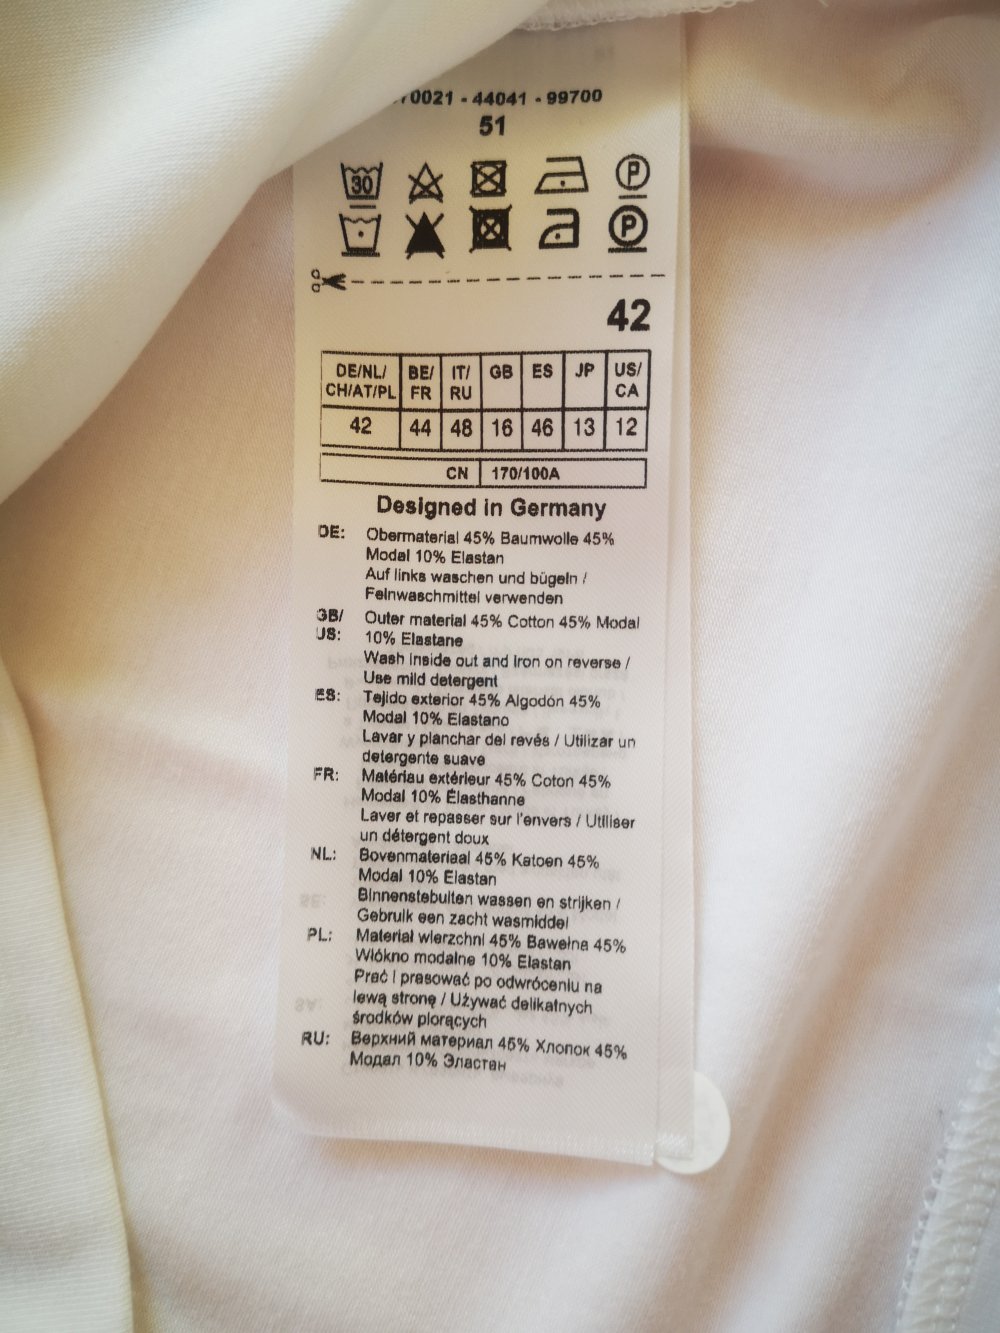 70021 - 44041 - 99700
51
30
P
P
42
DE/NL/CH/AT/PL BE/FR IT/RU GB ES JP US/CA
42 44 48 16 46 13 12
CN 170/100A
Designed in Germany
DE: Obermaterial 45% Baumwolle 45%
Modal 10% Elastan
Auf links waschen und bügeln /
Feinwaschmittel verwenden
GB/ Outer material 45% Cotton 45% Modal
US: 10% Elastane
Wash inside out and iron on reverse /
Use mild detergent
ES: Tejido exterior 45% Algodón 45%
Modal 10% Elastano
Lavar y planchar del revés / Utilizar un
detergente suave
FR: Matériau extérieur 45% Coton 45%
Modal 10% Élasthanne
Laver et repasser sur l'envers / Utiliser
un détergent doux
NL: Bovenmateriaal 45% Katoen 45%
Modal 10% Elastan
Binnenstebuiten wassen en strijken /
Gebruik een zacht wasmiddel
PL: Materiał wierzchni 45% Bawełna 45%
Włókno modalne 10% Elastan
Prać i prasować po odwróceniu na
lewą stronę / Używać delikatnych
środków piorących
RU: Верхний материал 45% Хлопок 45%
Модал 10% Эластан